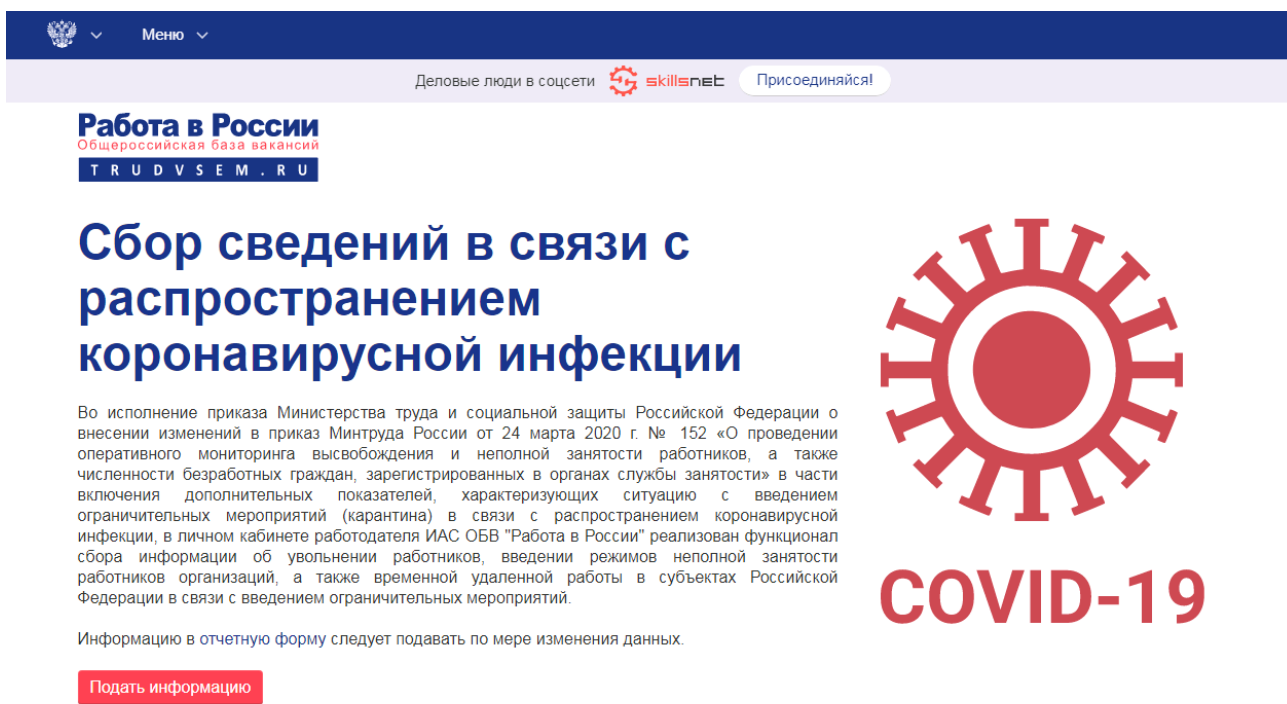 Меню
Деловые люди в соцсети skillsnet Присоединяйся!
Работа в России
Общероссийская база вакансий
TRUDVSEM.RU
Сбор сведений в связи с
распространением
коронавирусной инфекции
Во исполнение приказа Министерства труда и социальной защиты Российской Федерации о
внесении изменений в приказ Минтруда России от 24 марта 2020 г. № 152 «О проведении
оперативного мониторинга высвобождения и неполной занятости работников, а также
численности безработных граждан, зарегистрированных в органах службы занятости» в части
включения дополнительных показателей, характеризующих ситуацию с введением
ограничительных мероприятий (карантина) в связи с распространением коронавирусной
инфекции, в личном кабинете работодателя ИАС ОБВ "Работа в России" реализован функционал
сбора информации об увольнении работников, введении режимов неполной занятости
работников организаций, а также временной удаленной работы в субъектах Российской
Федерации в связи с введением ограничительных мероприятий.
Информацию в отчетную форму следует подавать по мере изменения данных.
Подать информацию
COVID-19